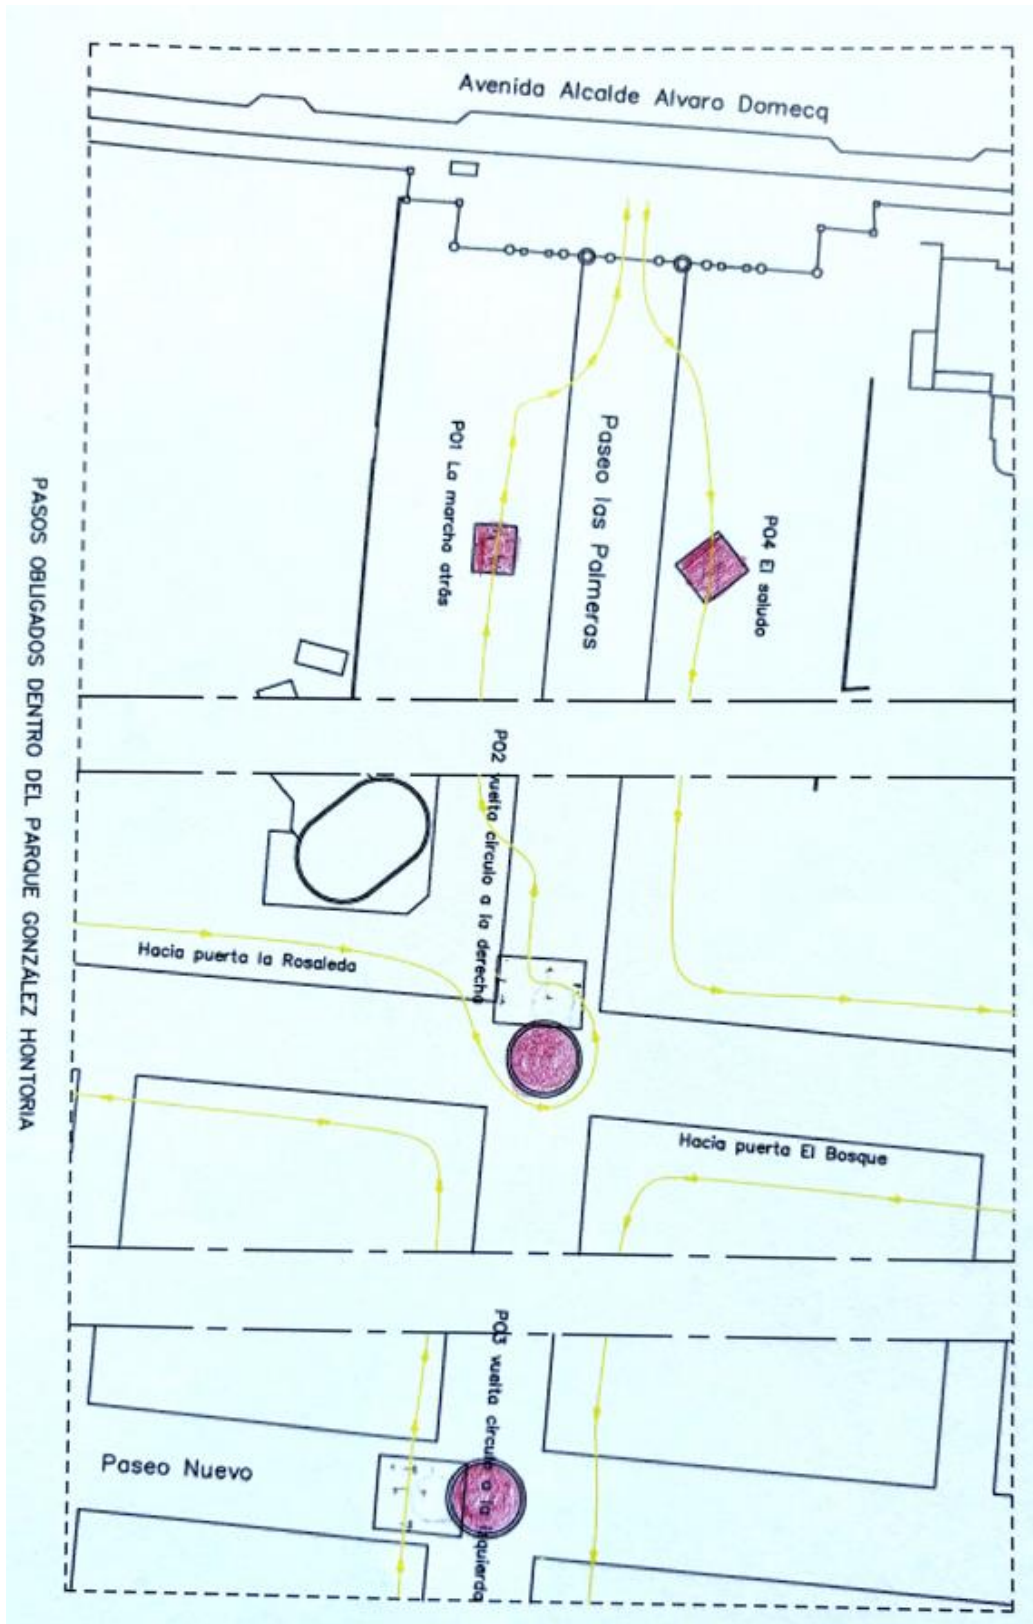 Avenida Alcalde Alvaro Domecq
P01 La marcha atrás
Paseo las Palmeras
P04 El saludo
PASOS OBLIGADOS DENTRO DEL PARQUE GONZÁLEZ HONTORIA
P02 vuelta circulo a la derecha
Hacia puerta la Rosaleda
Hacia puerta El Bosque
P03 vuelta circulo a la izquierda
Paseo Nuevo